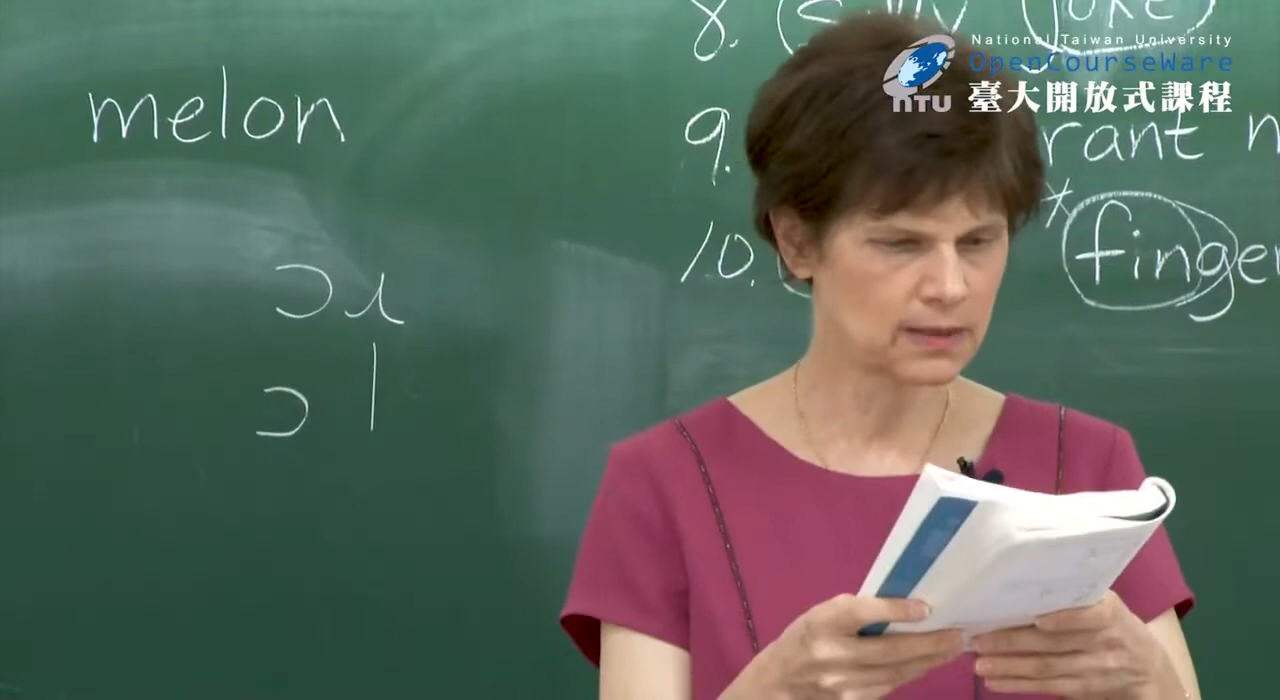 melon
ɔɪ
ɔl
8. (
joke)
9.
rant
10.
*finger
National Taiwan University
OpenCourseWare
NTU
臺大開放式課程